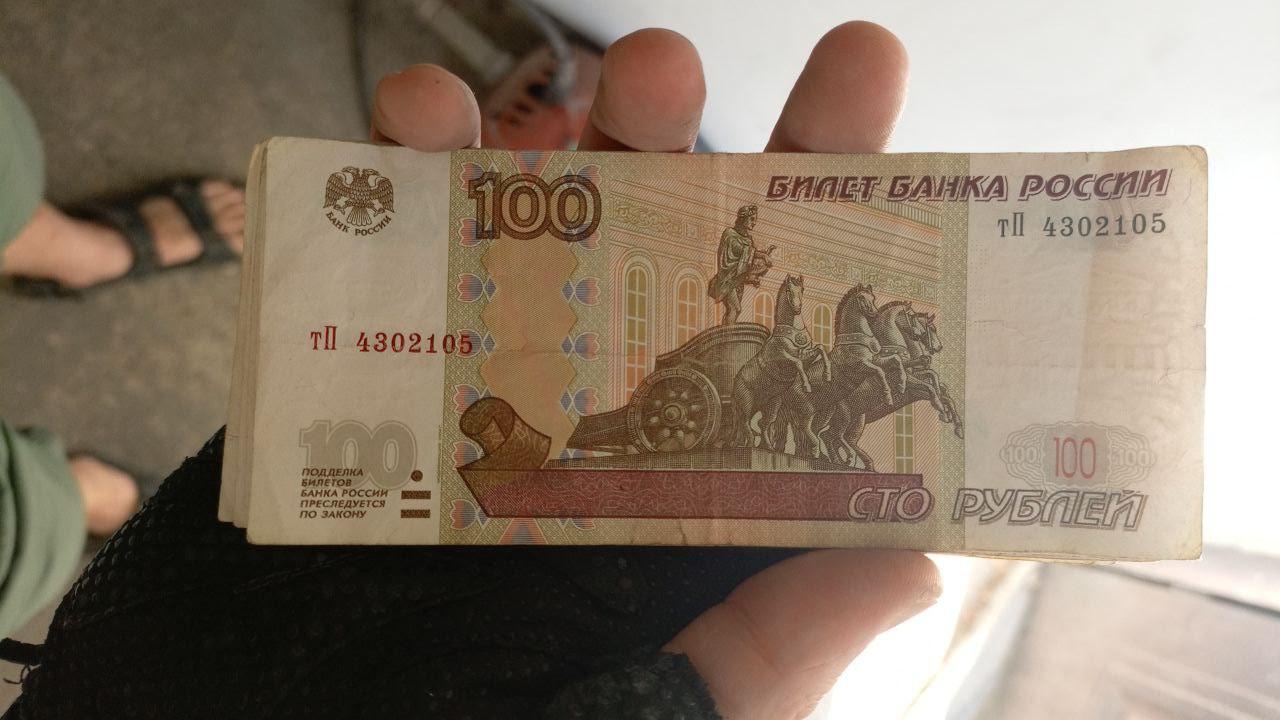 БАНК РОССИИ
100
БИЛЕТ БАНКА РОССИИ
тП 4302105
тП 4302105
100
ПОДДЕЛКА
БИЛЕТОВ
БАНКА РОССИИ
ПРЕСЛЕДУЕТСЯ
ПО ЗАКОНУ
100 100 100
СТО РУБЛЕЙ